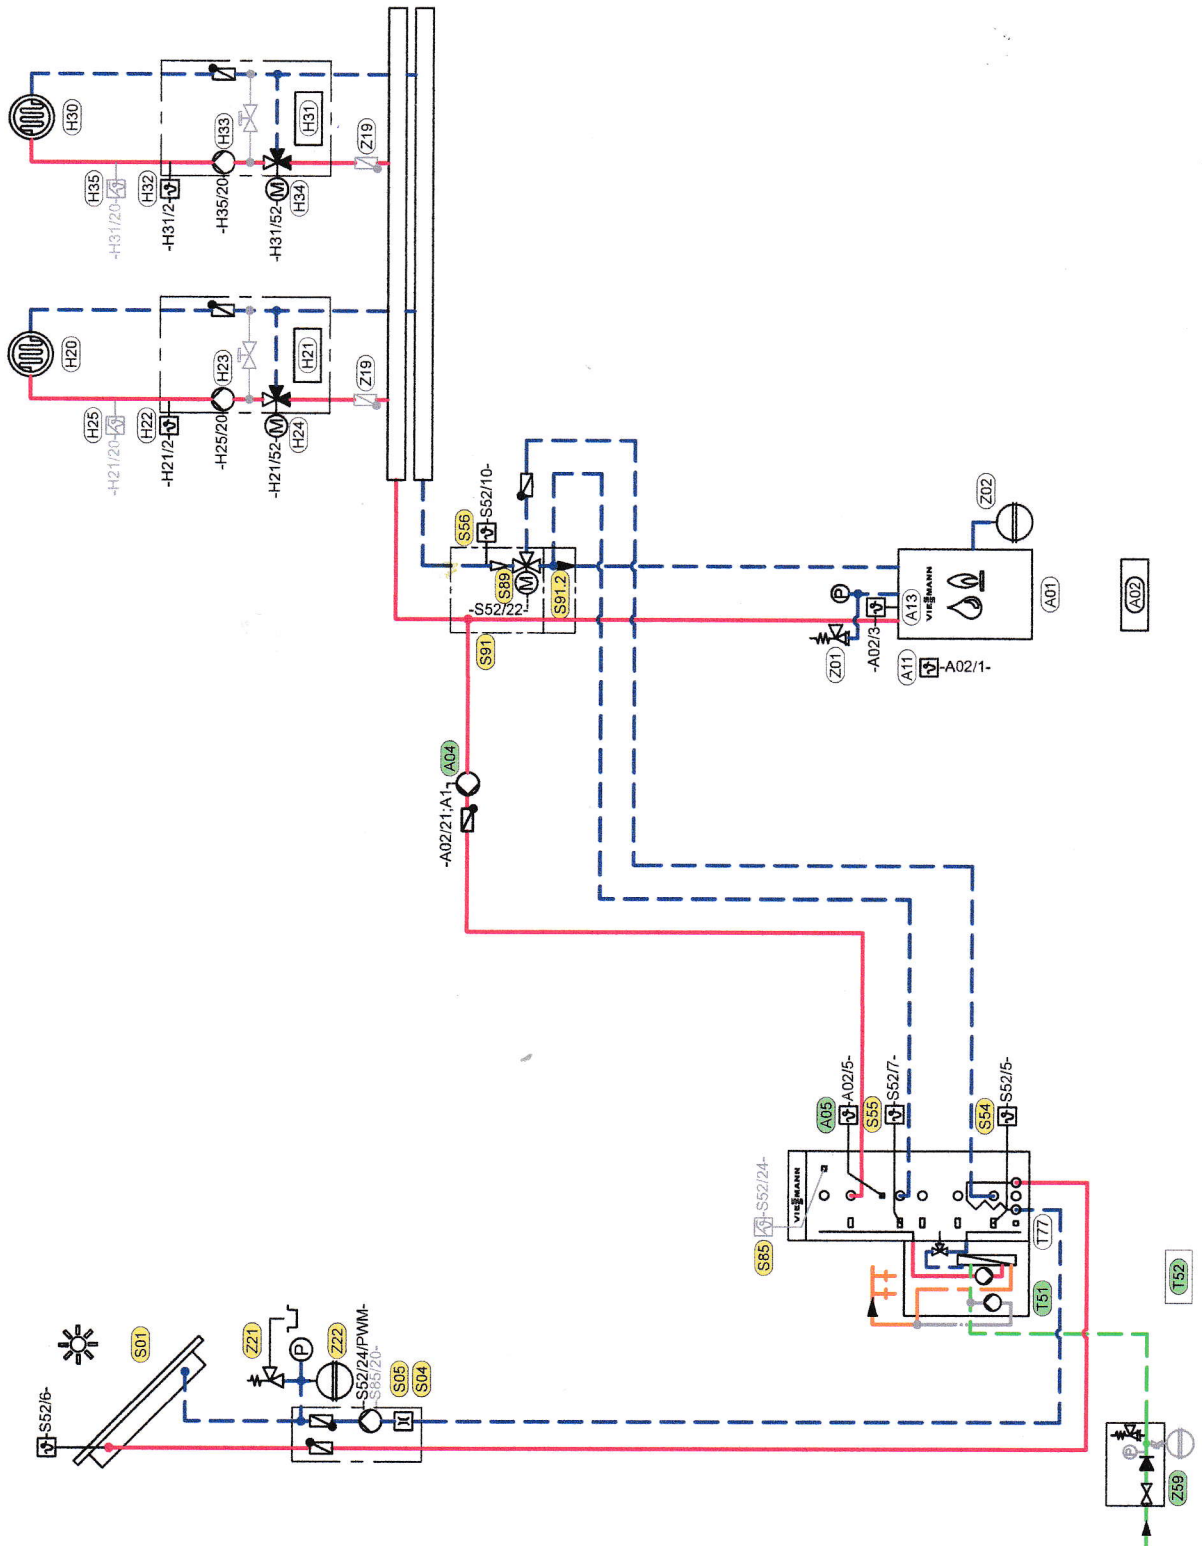 H30
H35
-H31/20-
H32
-H31/2-
H33
-H35/20-
H31
-H31/52-
M
H34
Z19
H20
H25
-H21/20-
H22
-H21/2-
H23
-H25/20-
H21
-H21/52-
M
H24
Z19
S56
-S52/10-
S89
M
-S52/22-
S91.2
S91
A04
-A02/21;A1-
Z02
P
Z01
-A02/3-
A13
VIESMANN
A11
-A02/1-
A01
A02
A05
-A02/5-
S55
-S52/7-
S54
-S52/5-
S85
-S52/24-
VIESMANN
T77
T51
T52
S01
-S52/6-
Z21
P
Z22
-S52/24/PWM-
-S85/20-
S05
S04
P
Z59